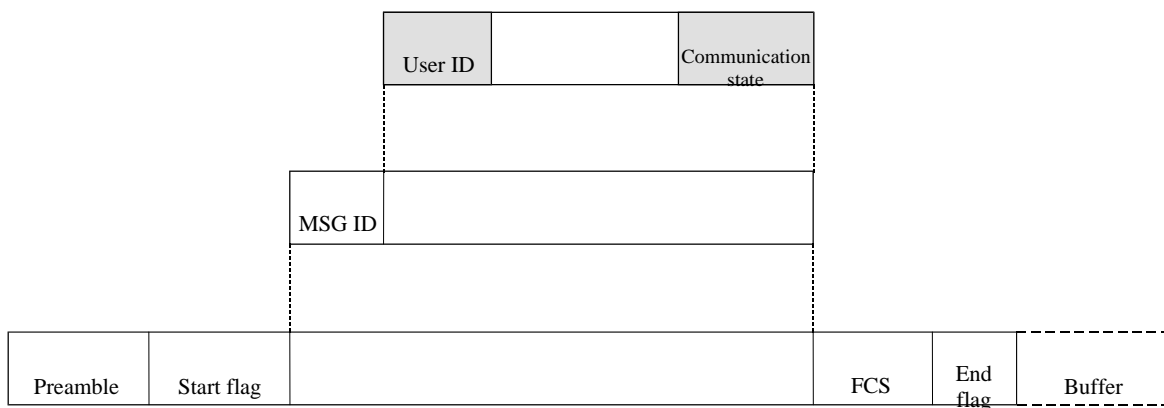 User ID
Communication
state
MSG ID
Preamble
Start flag
FCS
End
flag
Buffer